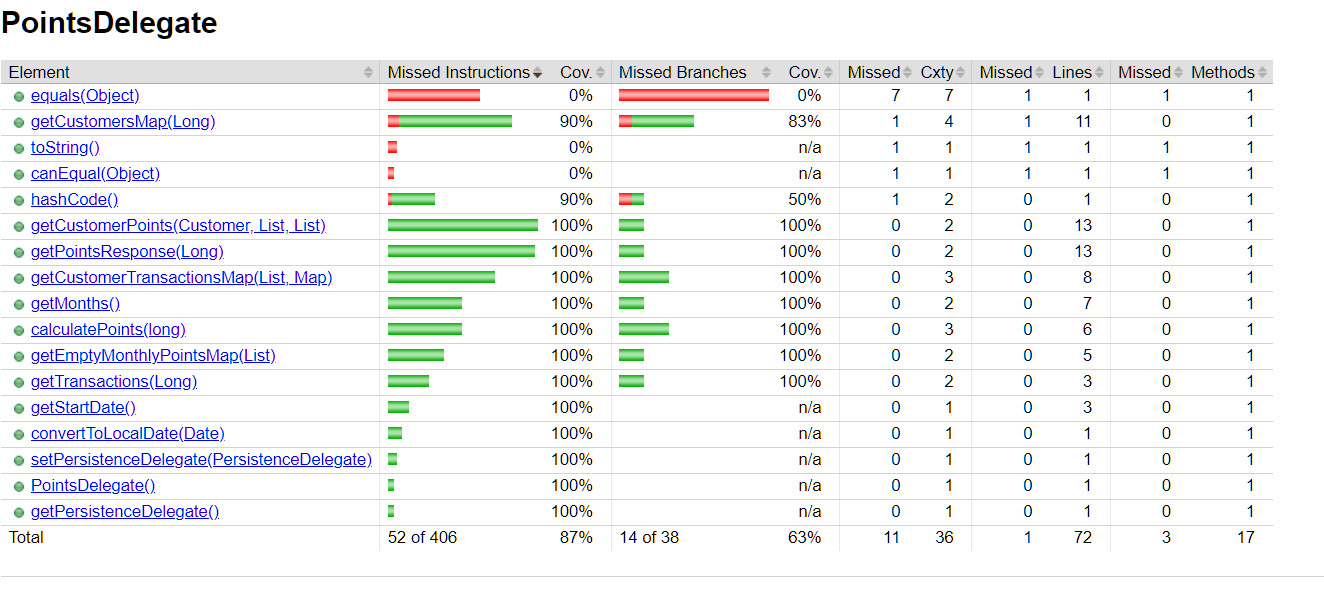 PointsDelegate
Element Missed Instructions Cov. Missed Branches Cov. Missed Cxty Missed Lines Missed Methods
equals(Object) 0% 0% 7 7 1 1 1 1
getCustomersMap(Long) 90% 83% 1 4 1 11 0 1
toString() 0% n/a 1 1 1 1 1 1
canEqual(Object) 0% n/a 1 1 1 1 1 1
hashCode() 90% 50% 1 2 0 1 0 1
getCustomerPoints(Customer, List, List) 100% 100% 0 2 0 13 0 1
getPointsResponse(Long) 100% 100% 0 2 0 13 0 1
getCustomerTransactionsMap(List, Map) 100% 100% 0 3 0 8 0 1
getMonths() 100% 100% 0 2 0 7 0 1
calculatePoints(long) 100% 100% 0 3 0 6 0 1
getEmptyMonthlyPointsMap(List) 100% 100% 0 2 0 5 0 1
getTransactions(Long) 100% 100% 0 2 0 3 0 1
getStartDate() 100% n/a 0 1 0 3 0 1
convertToLocalDate(Date) 100% n/a 0 1 0 1 0 1
setPersistenceDelegate(PersistenceDelegate) 100% n/a 0 1 0 1 0 1
PointsDelegate() 100% n/a 0 1 0 1 0 1
getPersistenceDelegate() 100% n/a 0 1 0 1 0 1
Total 52 of 406 87% 14 of 38 63% 11 36 1 72 3 17